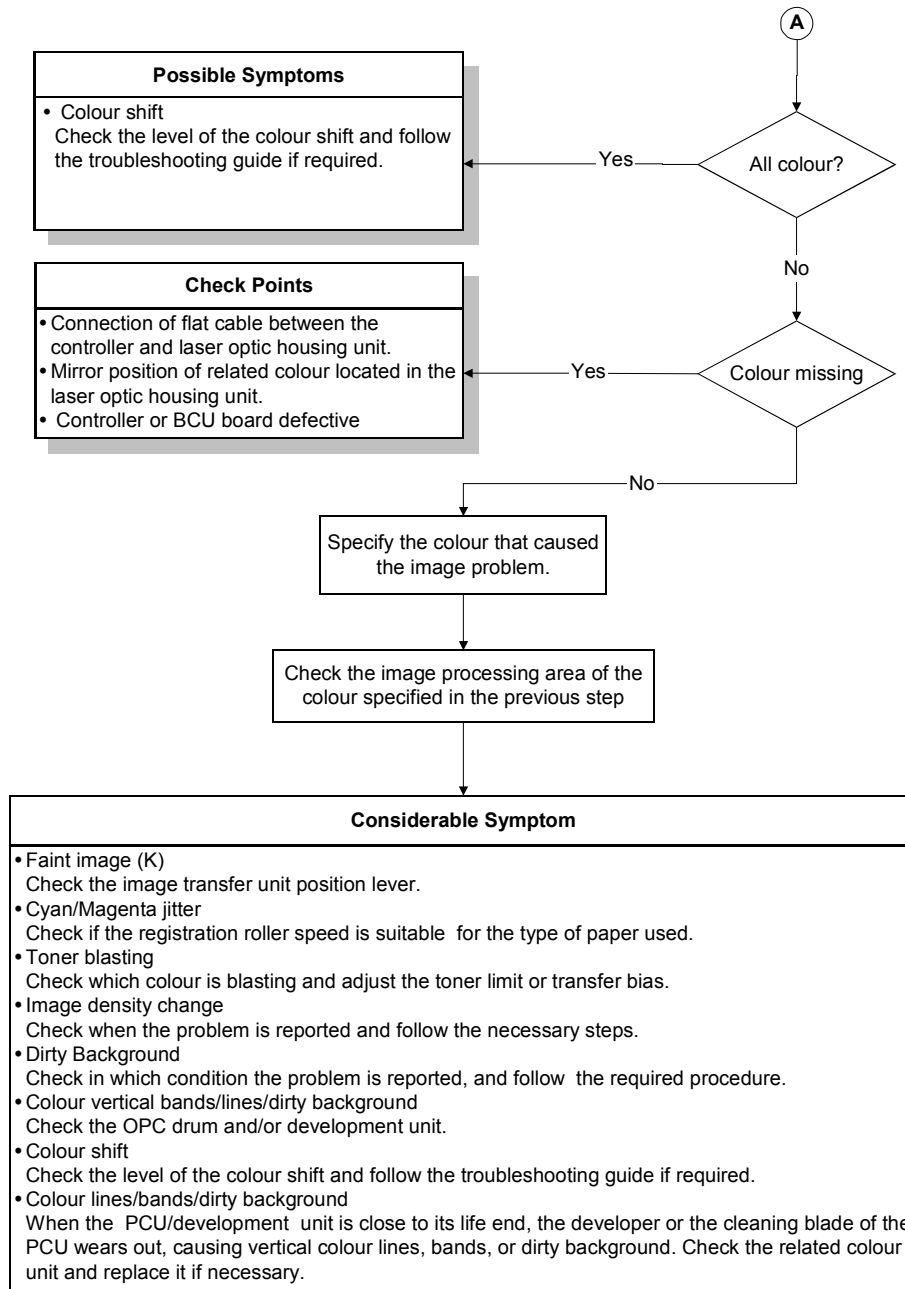 A
Possible Symptoms
• Colour shift
Check the level of the colour shift and follow
the troubleshooting guide if required.
Yes
All colour?
No
Check Points
• Connection of flat cable between the
controller and laser optic housing unit.
• Mirror position of related colour located in the
laser optic housing unit.
• Controller or BCU board defective
Yes
Colour missing
No
Specify the colour that caused
the image problem.
Check the image processing area of the
colour specified in the previous step
Considerable Symptom
• Faint image (K)
Check the image transfer unit position lever.
• Cyan/Magenta jitter
Check if the registration roller speed is suitable for the type of paper used.
• Toner blasting
Check which colour is blasting and adjust the toner limit or transfer bias.
• Image density change
Check when the problem is reported and follow the necessary steps.
• Dirty Background
Check in which condition the problem is reported, and follow the required procedure.
• Colour vertical bands/lines/dirty background
Check the OPC drum and/or development unit.
• Colour shift
Check the level of the colour shift and follow the troubleshooting guide if required.
• Colour lines/bands/dirty background
When the PCU/development unit is close to its life end, the developer or the cleaning blade of the
PCU wears out, causing vertical colour lines, bands, or dirty background. Check the related colour
unit and replace it if necessary.